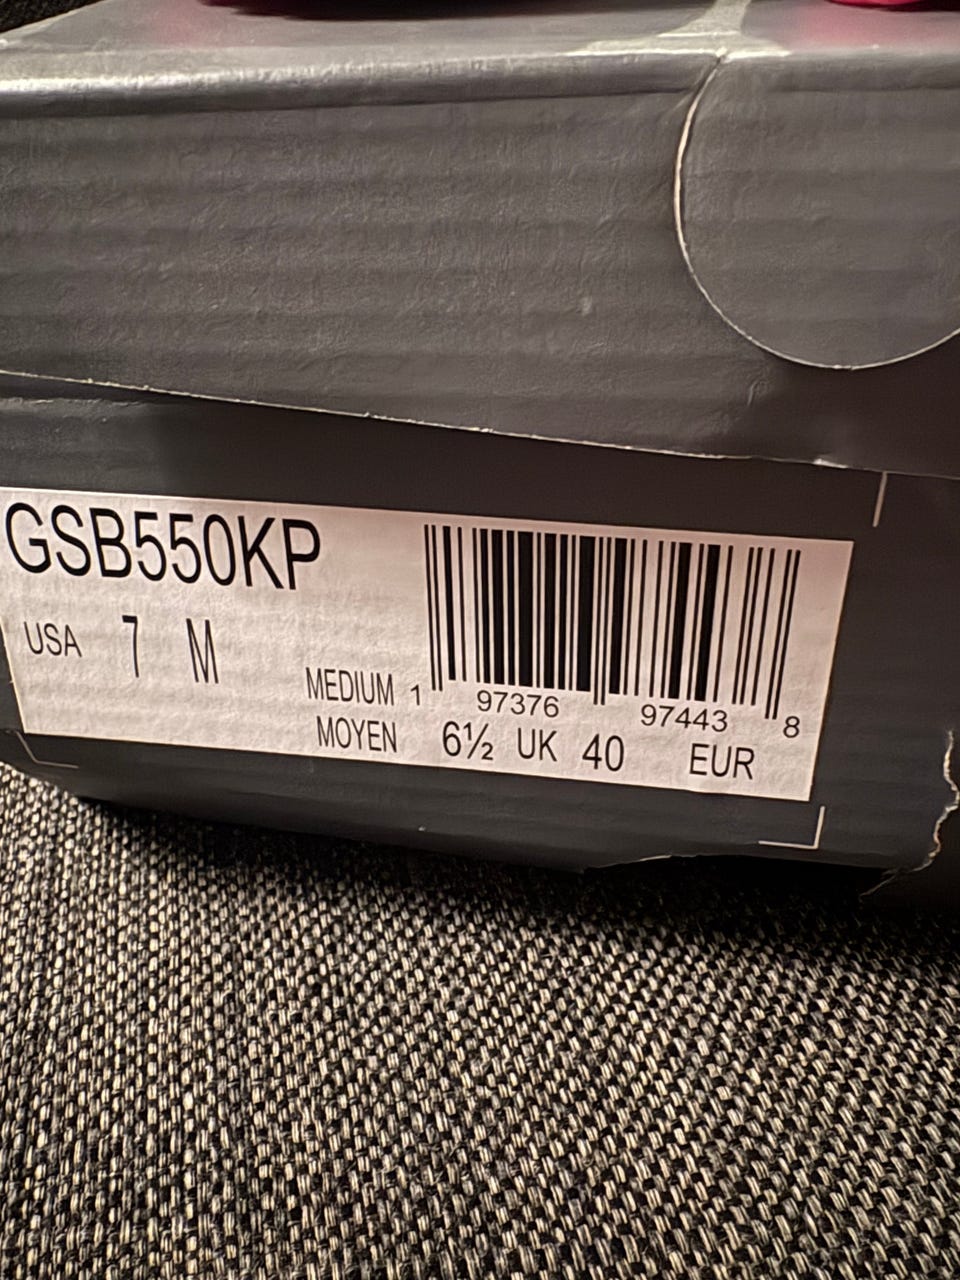 GSB550KP
USA 7 M
MEDIUM 1 97376 97443 8
MOYEN 6½ UK 40 EUR